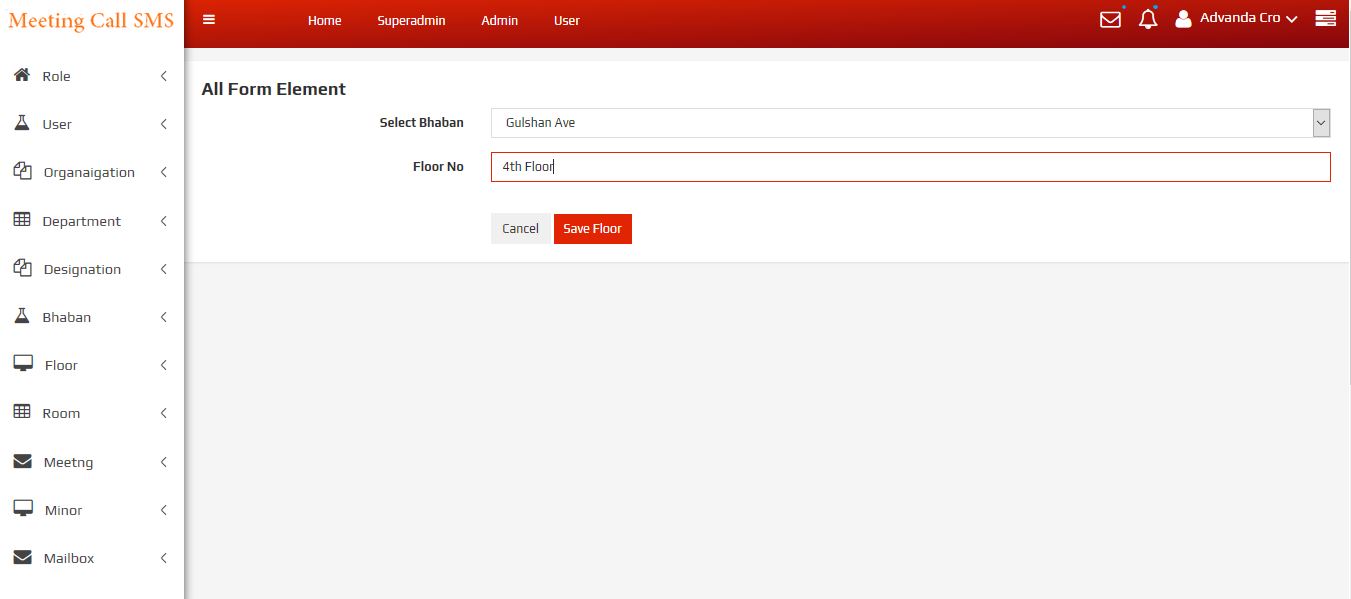 Meeting Call SMS
Home Superadmin Admin User Advanda Cro
Role
User
Organaigation
Department
Designation
Bhaban
Floor
Room
Meetng
Minor
Mailbox
All Form Element
Select Bhaban Gulshan Ave
Floor No 4th Floor
Cancel Save Floor